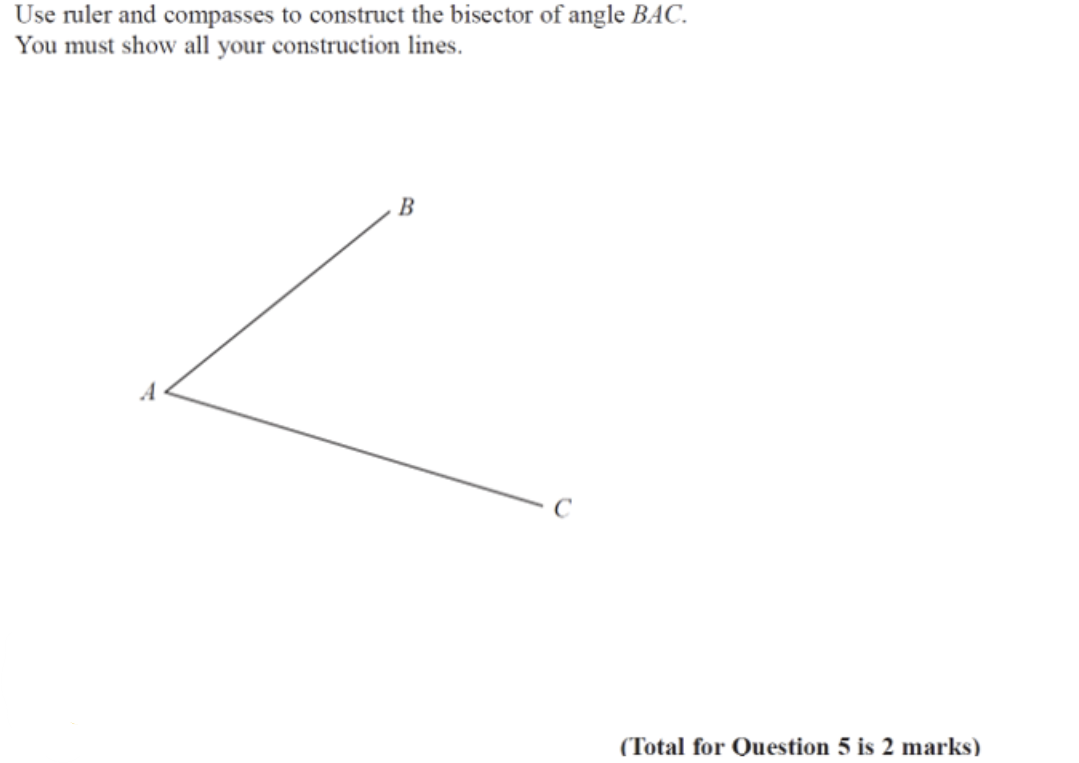 Use ruler and compasses to construct the bisector of angle BAC.
You must show all your construction lines.
B
A
C
(Total for Question 5 is 2 marks)